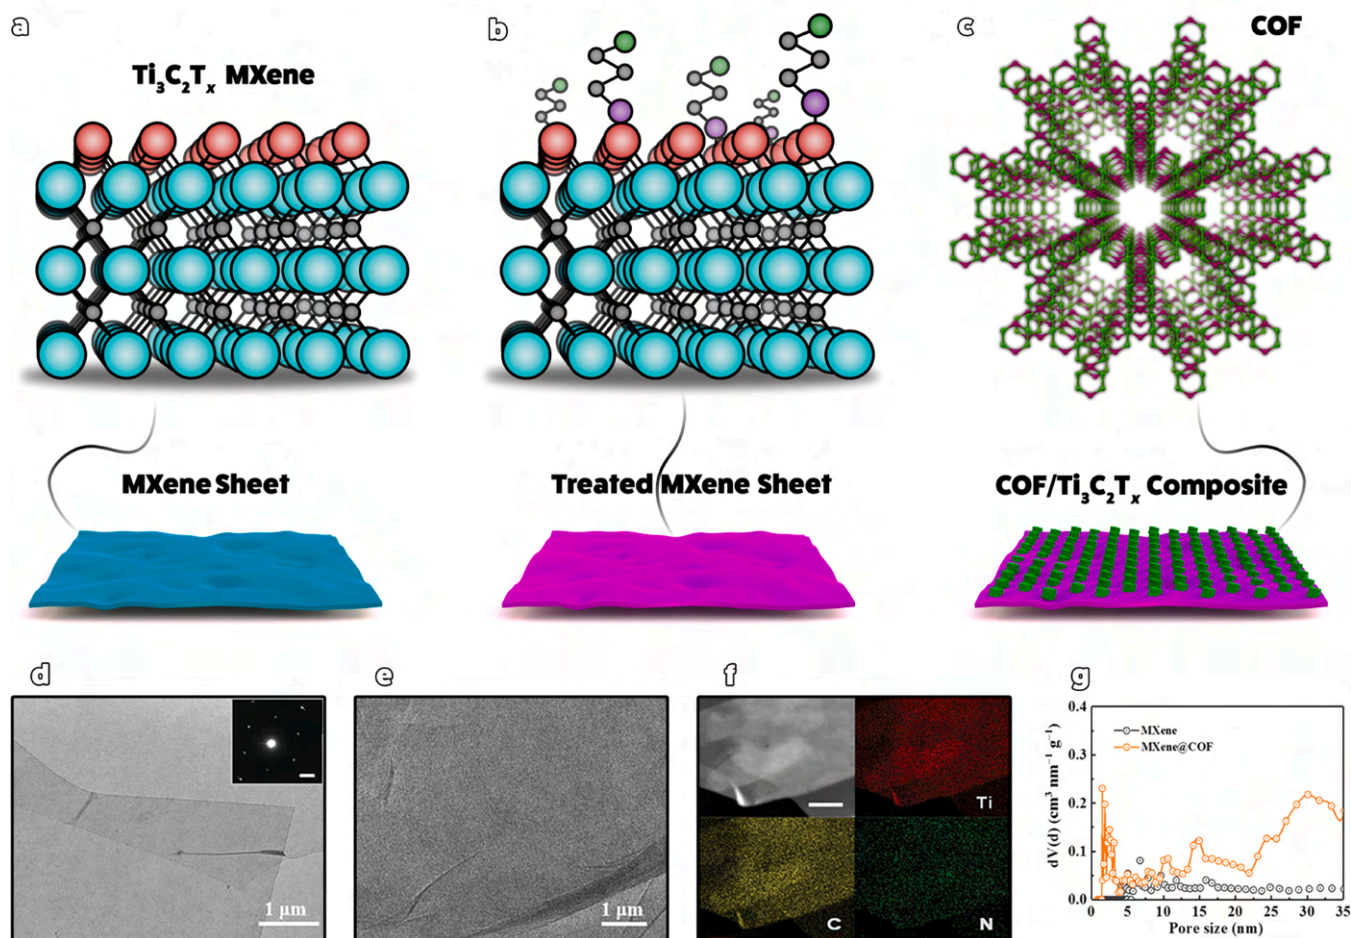 a
Ti₃C₂Tₓ MXene
b
c
COF
MXene Sheet
Treated MXene Sheet
COF/Ti₃C₂Tₓ Composite
d
1 μm
e
1 μm
f
Ti
C
N
g
0.4
0.3
0.2
0.1
0.0
dV(d) (cm³ nm⁻¹ g⁻¹)
MXene
MXene@COF
0 5 10 15 20 25 30 35
Pore size (nm)